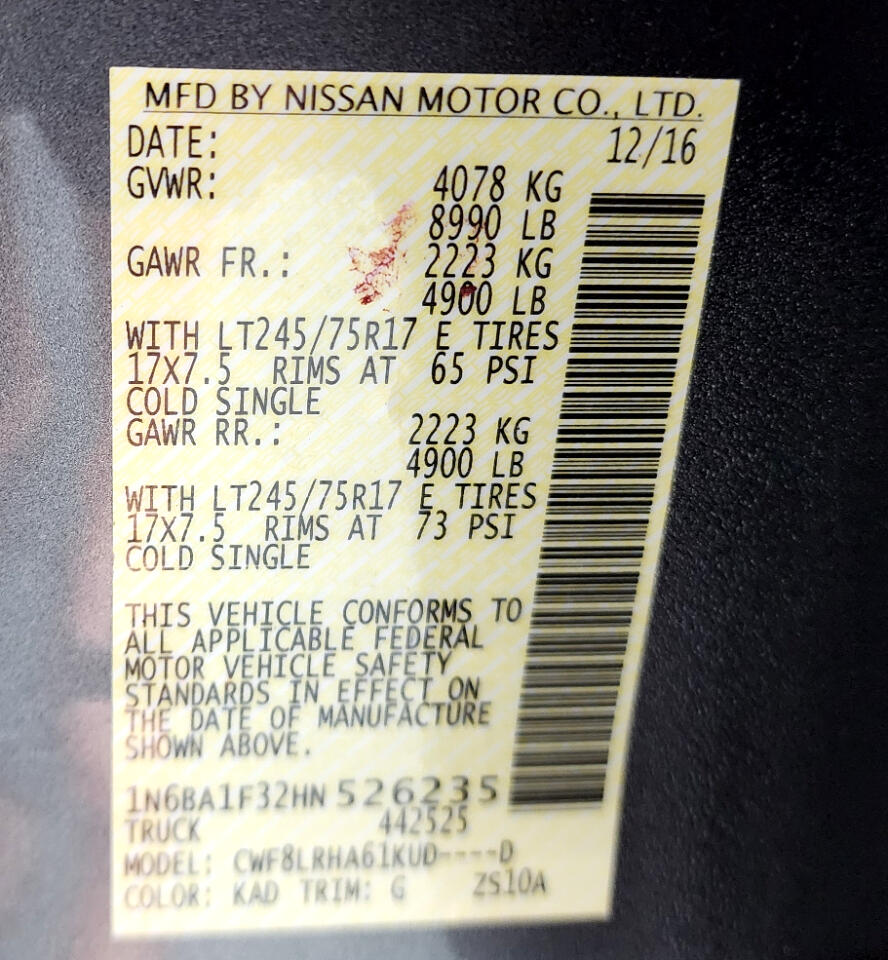 MFD BY NISSAN MOTOR CO., LTD.
DATE: 12/16
GVWR: 4078 KG
8990 LB
GAWR FR.: 2223 KG
4900 LB
WITH LT245/75R17 E TIRES
17X7.5 RIMS AT 65 PSI
COLD SINGLE
GAWR RR.: 2223 KG
4900 LB
WITH LT245/75R17 E TIRES
17X7.5 RIMS AT 73 PSI
COLD SINGLE
THIS VEHICLE CONFORMS TO
ALL APPLICABLE FEDERAL
MOTOR VEHICLE SAFETY
STANDARDS IN EFFECT ON
THE DATE OF MANUFACTURE
SHOWN ABOVE.
1N6BA1F32HN526235
TRUCK 442525
MODEL: CWF8LRHA61KUD----D
COLOR: KAD TRIM: G ZS10A